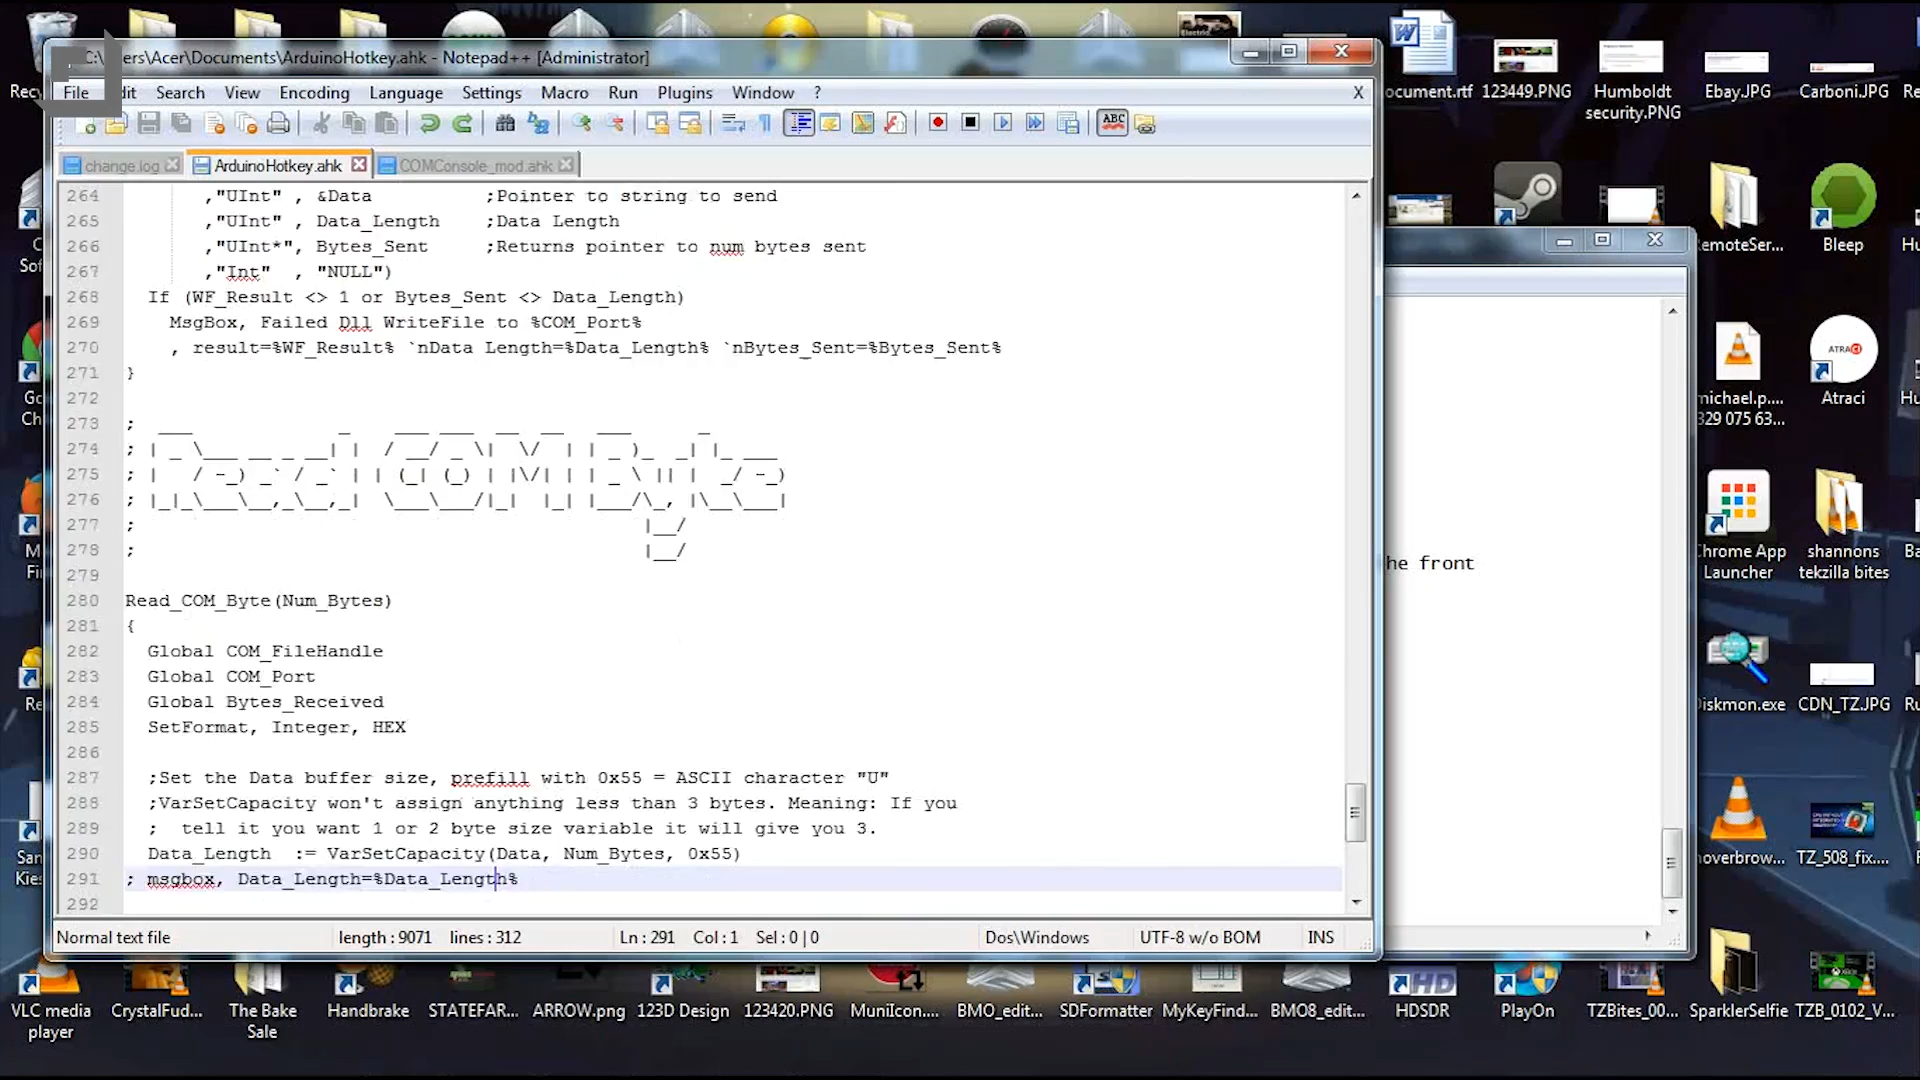 C:\Users\Acer\Documents\ArduinoHotkey.ahk - Notepad++ [Administrator]
File Edit Search View Encoding Language Settings Macro Run Plugins Window ? X
ABC
change.log ArduinoHotkey.ahk COMConsole_mod.ahk
264 ,"UInt" , &Data ;Pointer to string to send
265 ,"UInt" , Data_Length ;Data Length
266 ,"UInt*", Bytes_Sent ;Returns pointer to num bytes sent
267 ,"Int" , "NULL")
268 If (WF_Result <> 1 or Bytes_Sent <> Data_Length)
269 MsgBox, Failed Dll WriteFile to %COM_Port%
270 , result=%WF_Result% `nData Length=%Data_Length% `nBytes_Sent=%Bytes_Sent%
271 }
272
273 ;
274 ;
275 ; Read COM Byte
276 ;
277 ;
278 ;
279
280 Read_COM_Byte(Num_Bytes)
281 {
282 Global COM_FileHandle
283 Global COM_Port
284 Global Bytes_Received
285 SetFormat, Integer, HEX
286
287 ;Set the Data buffer size, prefill with 0x55 = ASCII character "U"
288 ;VarSetCapacity won't assign anything less than 3 bytes. Meaning: If you
289 ; tell it you want 1 or 2 byte size variable it will give you 3.
290 Data_Length := VarSetCapacity(Data, Num_Bytes, 0x55)
291 ; msgbox, Data_Length=%Data_Length%
292
Normal text file length : 9071 lines : 312 Ln : 291 Col : 1 Sel : 0 | 0 Dos\Windows UTF-8 w/o BOM INS
he front
ocument.rtf
123449.PNG
Humboldt
security.PNG
Ebay.JPG
Carboni.JPG
RemoteSer...
Bleep
michael.p....
329 075 63...
ATRACI
Atraci
Chrome App
Launcher
shannons
tekzilla bites
Diskmon.exe
CDN_TZ.JPG
noverbrow...
TZ_508_fix....
VLC media
player
CrystalFud...
The Bake
Sale
Handbrake
STATEFAR...
ARROW.png
123D Design
123420.PNG
MuniIcon....
BMO_edit...
SDFormatter
MyKeyFind...
BMO8_edit...
HD
HDSDR
PlayOn
TZBites_00...
SparklerSelfie
TZB_0102_V...